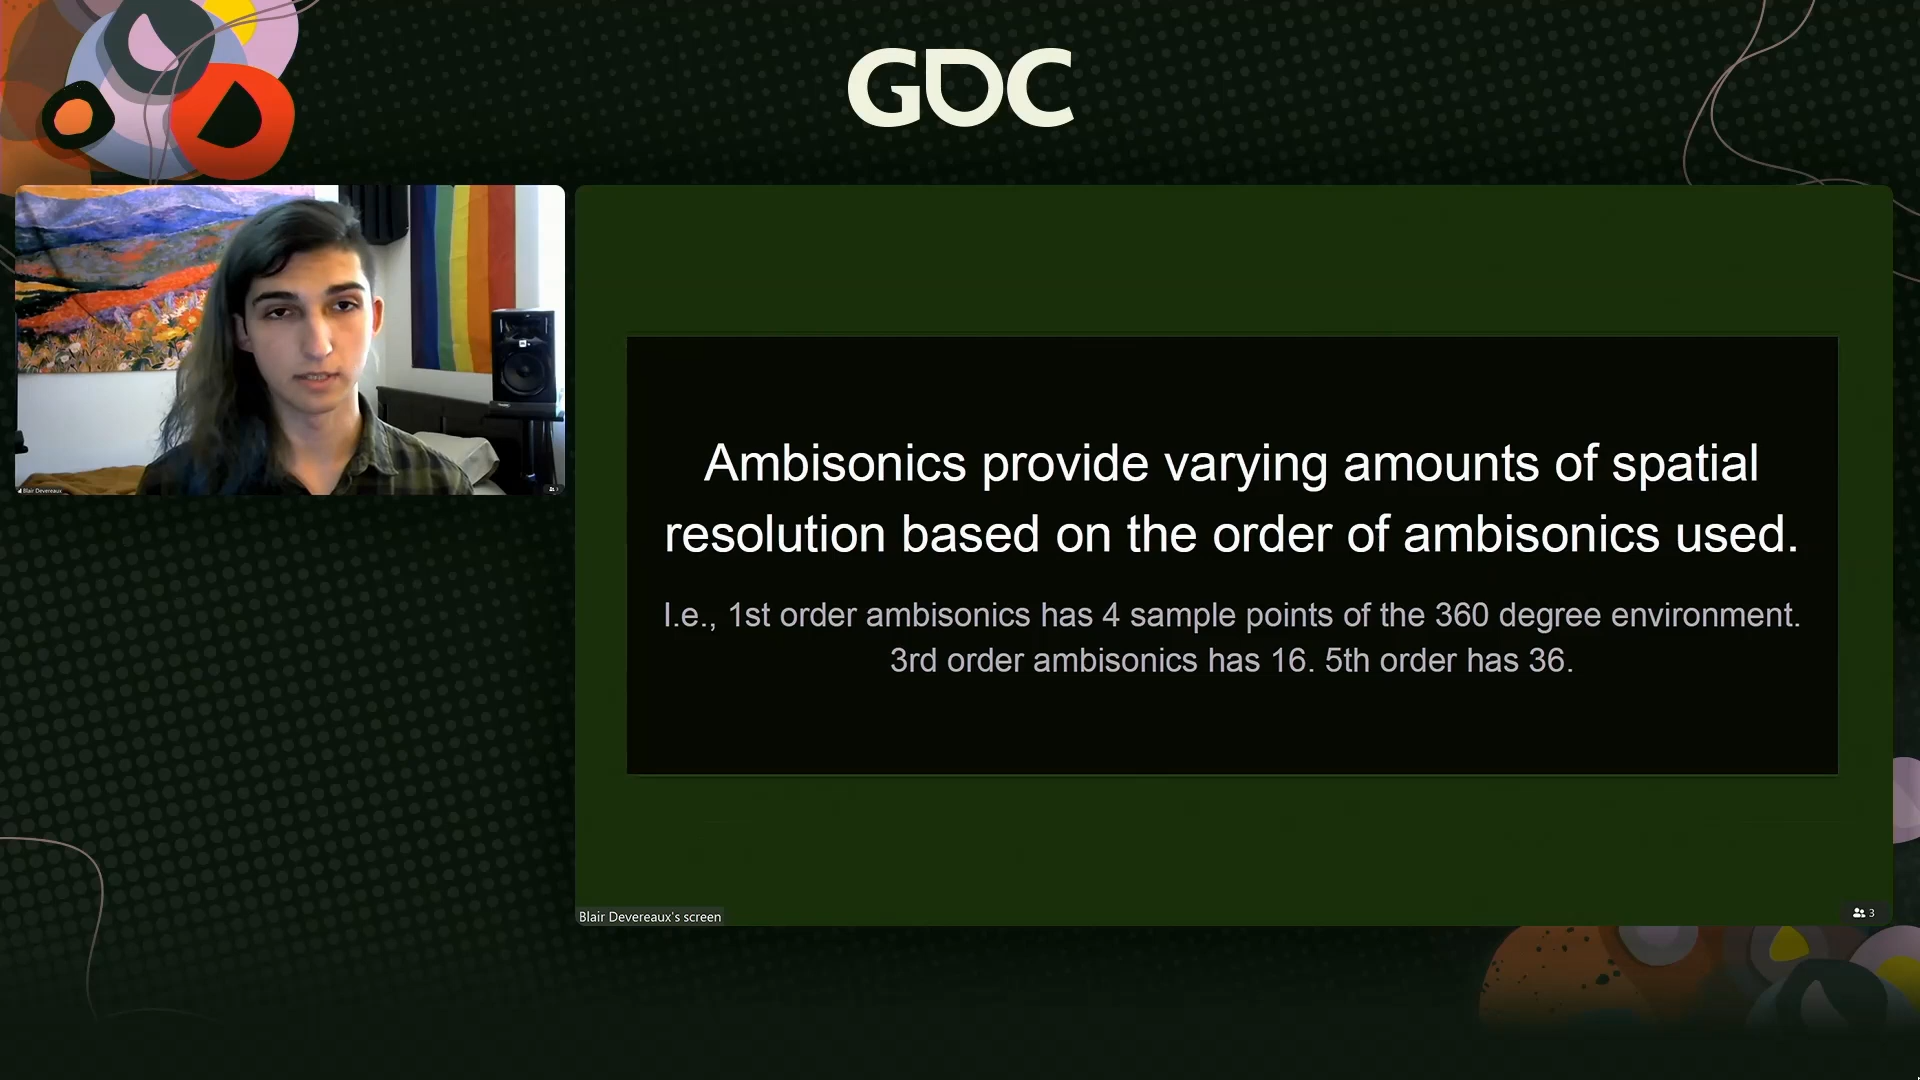 GDC
Blair Devereaux
Ambisonics provide varying amounts of spatial
resolution based on the order of ambisonics used.
I.e., 1st order ambisonics has 4 sample points of the 360 degree environment.
3rd order ambisonics has 16. 5th order has 36.
Blair Devereaux's screen
3